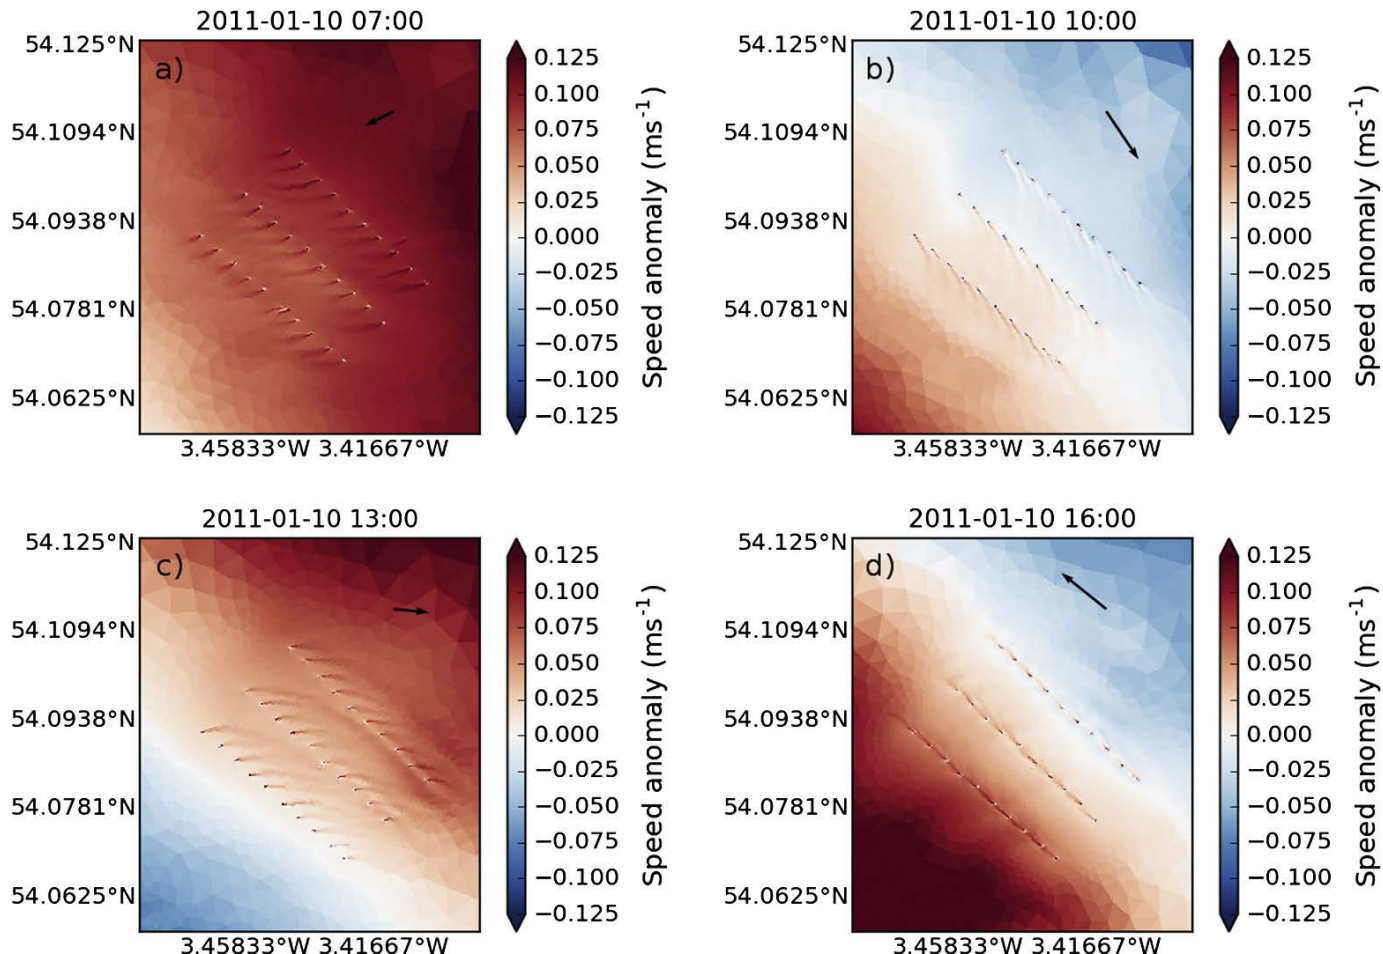 2011-01-10 07:00
a)
54.125°N
54.1094°N
54.0938°N
54.0781°N
54.0625°N
3.45833°W 3.41667°W
0.125
0.100
0.075
0.050
0.025
0.000
−0.025
−0.050
−0.075
−0.100
−0.125
Speed anomaly (ms-1)
2011-01-10 10:00
b)
54.125°N
54.1094°N
54.0938°N
54.0781°N
54.0625°N
3.45833°W 3.41667°W
0.125
0.100
0.075
0.050
0.025
0.000
−0.025
−0.050
−0.075
−0.100
−0.125
Speed anomaly (ms-1)
2011-01-10 13:00
c)
54.125°N
54.1094°N
54.0938°N
54.0781°N
54.0625°N
3.45833°W 3.41667°W
0.125
0.100
0.075
0.050
0.025
0.000
−0.025
−0.050
−0.075
−0.100
−0.125
Speed anomaly (ms-1)
2011-01-10 16:00
d)
54.125°N
54.1094°N
54.0938°N
54.0781°N
54.0625°N
3.45833°W 3.41667°W
0.125
0.100
0.075
0.050
0.025
0.000
−0.025
−0.050
−0.075
−0.100
−0.125
Speed anomaly (ms-1)